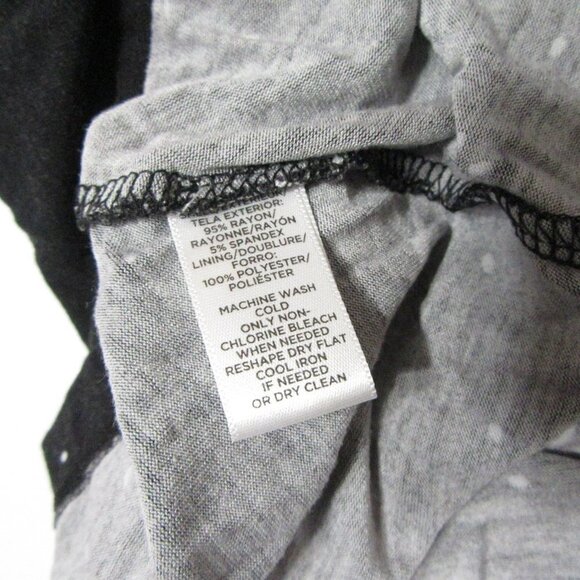 TELA EXTERIOR:
95% RAYON/
RAYONNE/RAYÓN
5% SPANDEX
LINING/DOUBLURE/
FORRO:
100% POLYESTER/
POLIÉSTER
MACHINE WASH
COLD
ONLY NON-
CHLORINE BLEACH
WHEN NEEDED
RESHAPE DRY FLAT
COOL IRON
IF NEEDED
OR DRY CLEAN